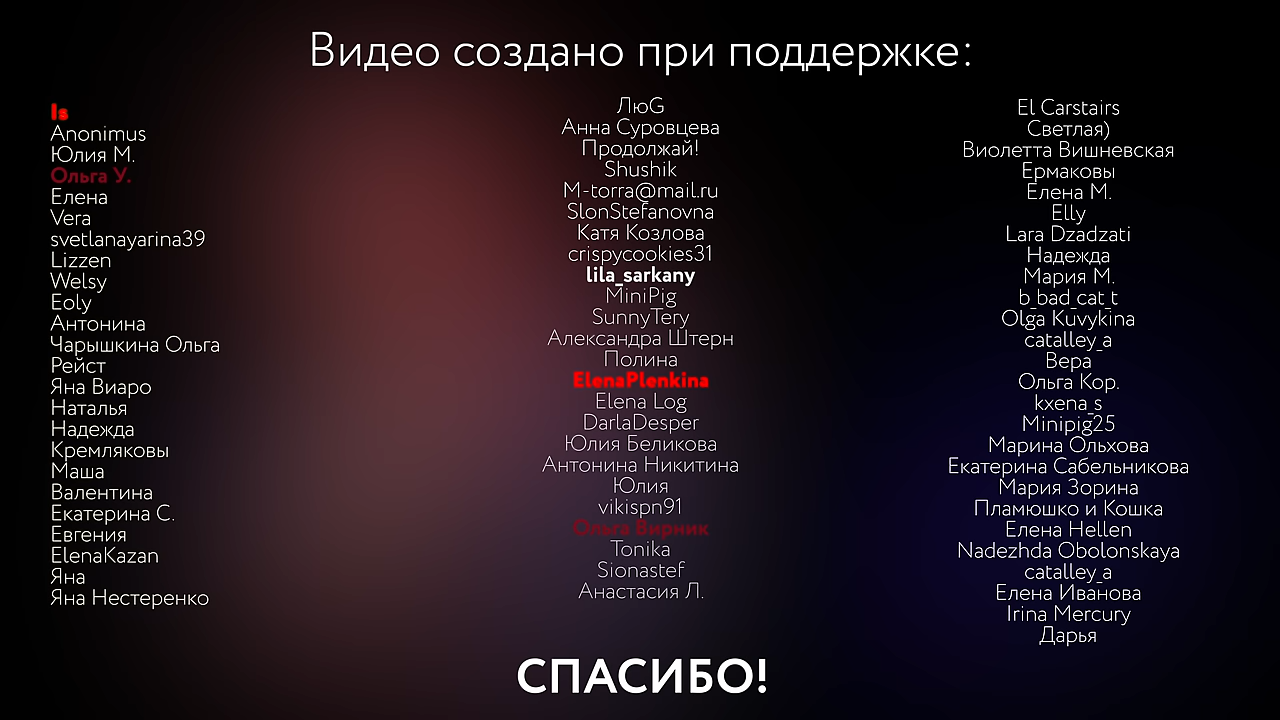 Видео создано при поддержке:
Is
Anonimus
Юлия М.
Ольга У.
Елена
Vera
svetlanayarina39
Lizzen
Welsy
Eoly
Антонина
Чарышкина Ольга
Рейст
Яна Виаро
Наталья
Надежда
Кремляковы
Маша
Валентина
Екатерина С.
Евгения
ElenaKazan
Яна
Яна Нестеренко
ЛюG
Анна Суровцева
Продолжай!
Shushik
M-torra@mail.ru
SlonStefanovna
Катя Козлова
crispycookies31
lila_sarkany
MiniPig
SunnyTery
Александра Штерн
Полина
ElenaPlenkina
Elena Log
DarlaDesper
Юлия Беликова
Антонина Никитина
Юлия
vikispn91
Ольга Вирник
Tonika
Sionastef
Анастасия Л.
El Carstairs
Светлая)
Виолетта Вишневская
Ермаковы
Елена М.
Elly
Lara Dzadzati
Надежда
Мария М.
b_bad_cat_t
Olga Kuvykina
catalley_a
Вера
Ольга Кор.
kxena_s
Minipig25
Марина Ольхова
Екатерина Сабельникова
Мария Зорина
Пламюшко и Кошка
Елена Hellen
Nadezhda Obolonskaya
catalley_a
Елена Иванова
Irina Mercury
Дарья
СПАСИБО!